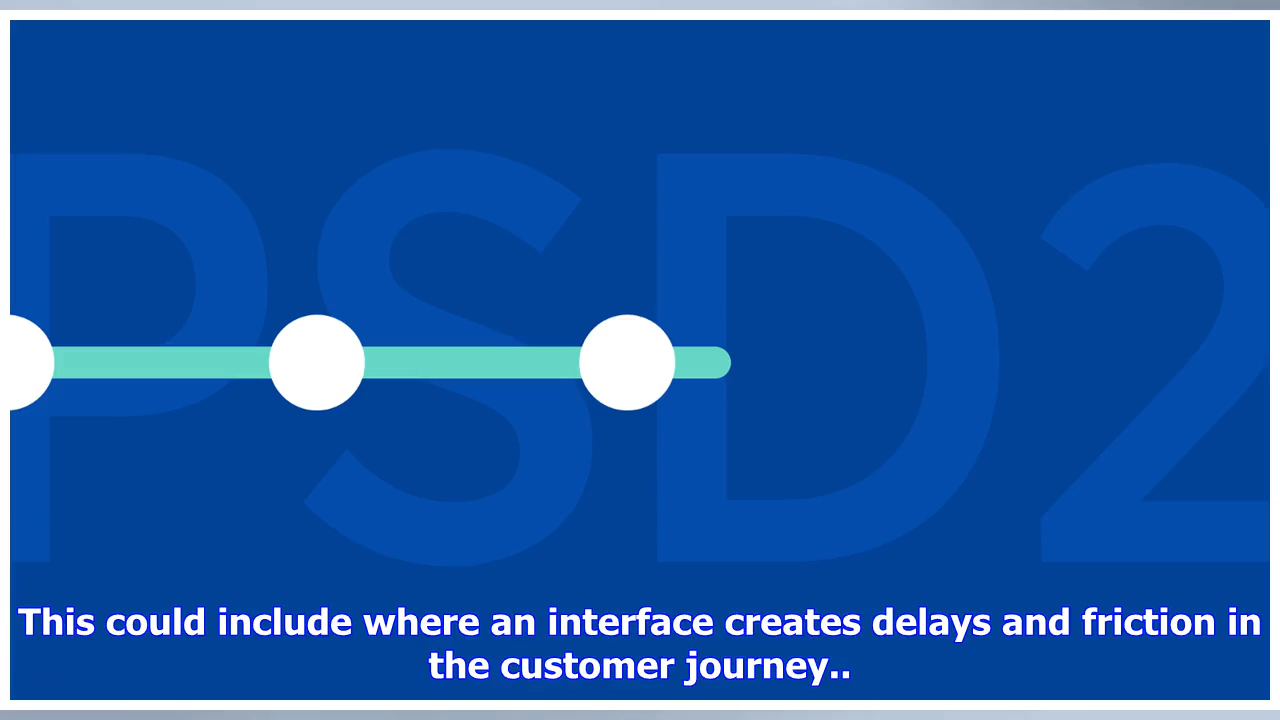 PSD2
This could include where an interface creates delays and friction in
the customer journey..